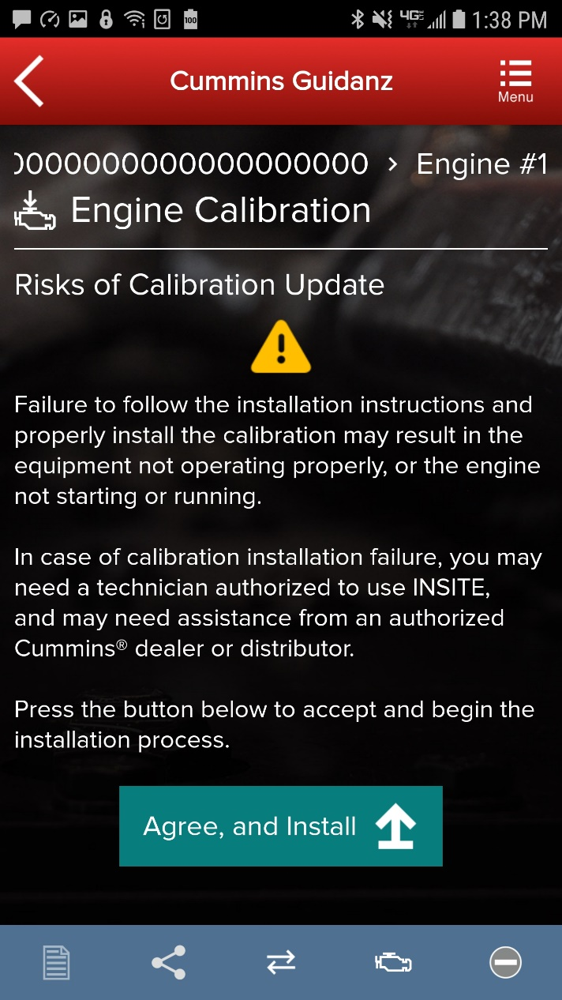 100
4G
1:38 PM
Cummins Guidanz
Menu
0000000000000000000 > Engine #1
Engine Calibration
Risks of Calibration Update
Failure to follow the installation instructions and
properly install the calibration may result in the
equipment not operating properly, or the engine
not starting or running.
In case of calibration installation failure, you may
need a technician authorized to use INSITE,
and may need assistance from an authorized
Cummins® dealer or distributor.
Press the button below to accept and begin the
installation process.
Agree, and Install